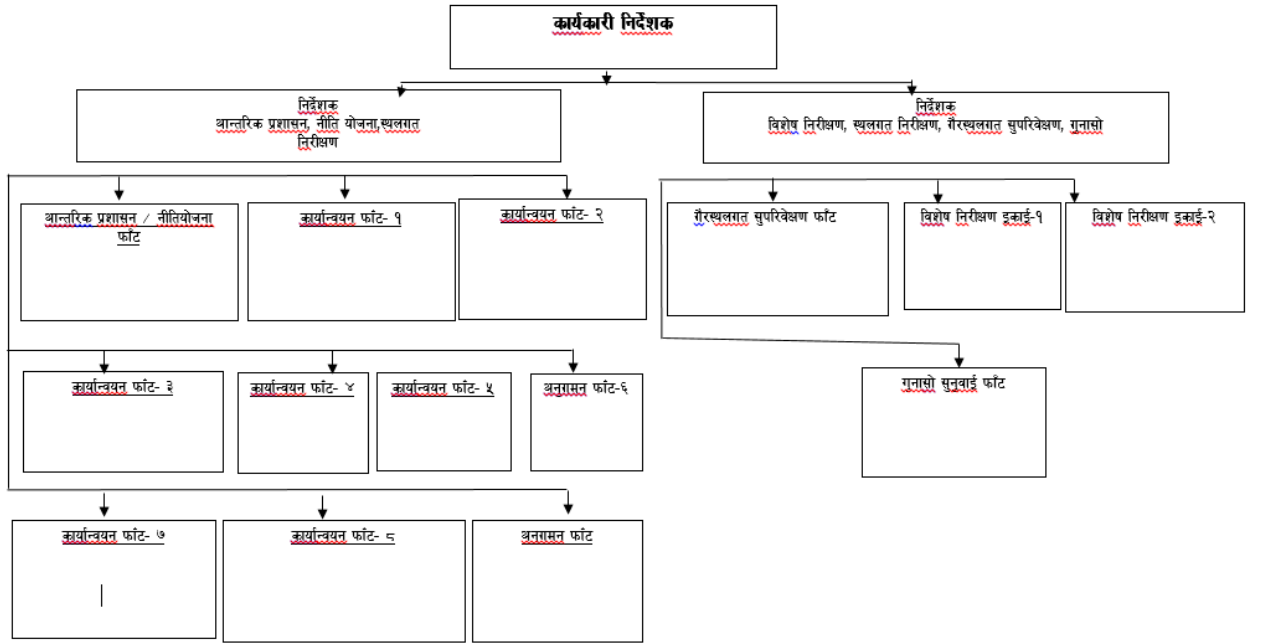 कार्यकारी निर्देशक
निर्देशक
आन्तरिक प्रशासन, नीति योजना,स्थलगत
निरीक्षण
निर्देशक
विशेष निरीक्षण, स्थलगत निरीक्षण, गैरस्थलगत सुपरिवेक्षण, गुनासो
आन्तरिक प्रशासन / नीतियोजना
फाँट
कार्यान्वयन फाँट- १
कार्यान्वयन फाँट- २
गैरस्थलगत सुपरिवेक्षण फाँट
विशेष निरीक्षण इकाई-१
विशेष निरीक्षण इकाई-२
कार्यान्वयन फाँट- ३
कार्यान्वयन फाँट- ४
कार्यान्वयन फाँट- ५
अनुगमन फाँट-६
गुनासो सुनुवाई फाँट
कार्यान्वयन फाँट- ७
कार्यान्वयन फाँट- ८
अनुगमन फाँट